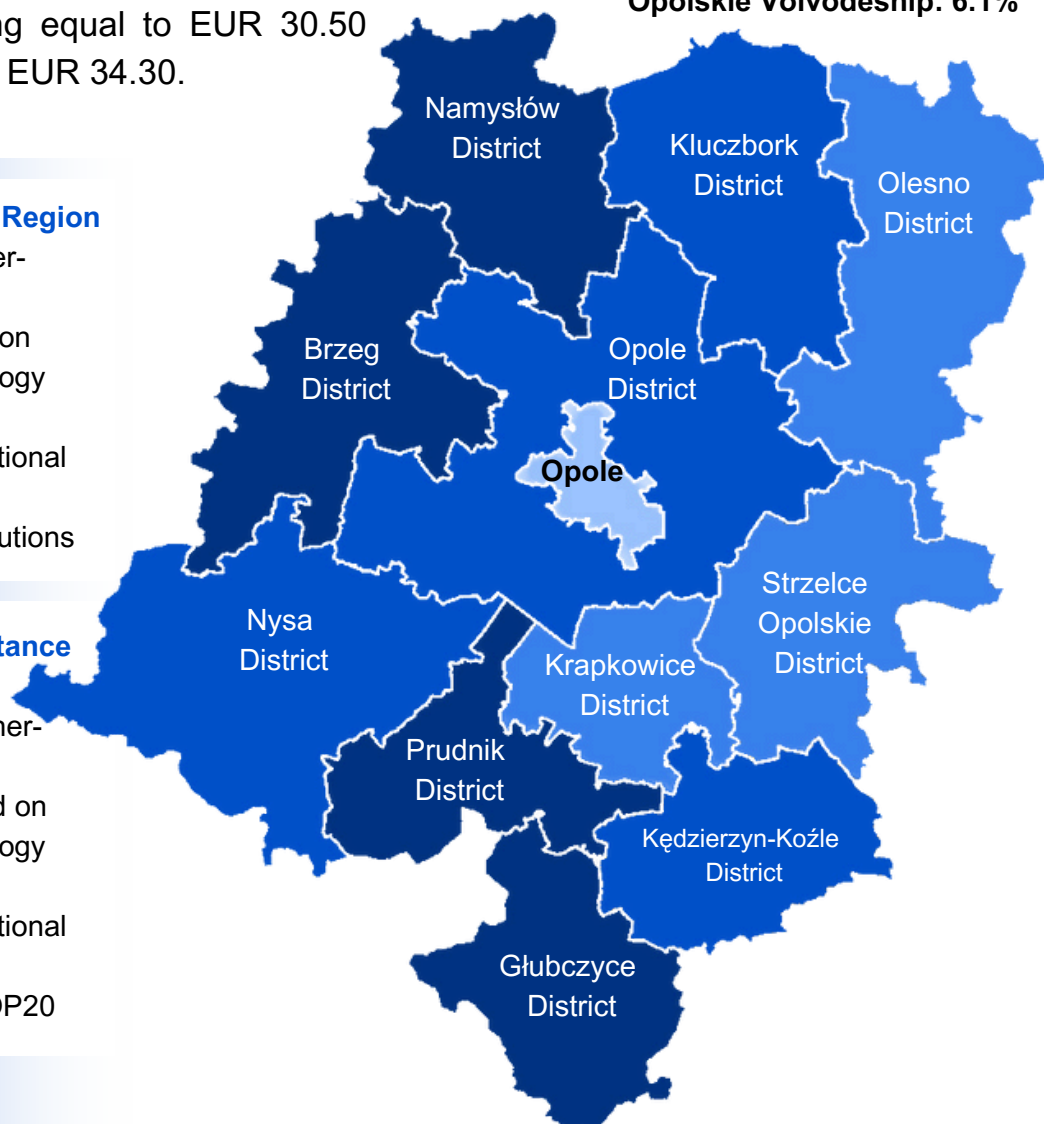 ng equal to EUR 30.50
EUR 34.30.
Opolskie Voivodeship: 6.1%
Region
er-
on
ogy
tional
utions
tance
ner-
d on
ogy
tional
OP20
Namysłów
District
Kluczbork
District
Olesno
District
Brzeg
District
Opole
District
Opole
Strzelce
Opolskie
District
Nysa
District
Krapkowice
District
Prudnik
District
Kędzierzyn-Koźle
District
Głubczyce
District